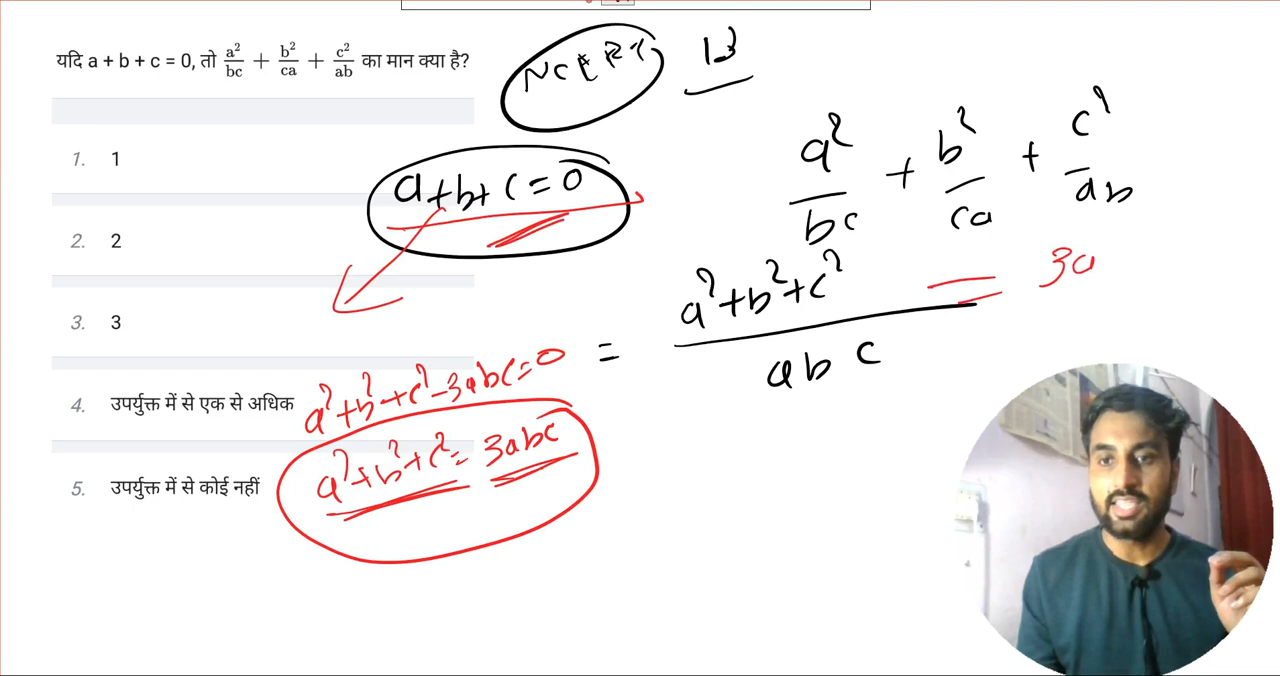 यदि a + b + c = 0, तो a²/bc + b²/ca + c²/ab का मान क्या है?
1. 1
2. 2
3. 3
4. उपर्युक्त में से एक से अधिक
5. उपर्युक्त में से कोई नहीं
NCERT
a+b+c=0
a²/bc + b²/ca + c²/ab
= a²+b²+c²/abc = 3a
a²+b²+c²-3abc=0
a²+b²+c²=3abc